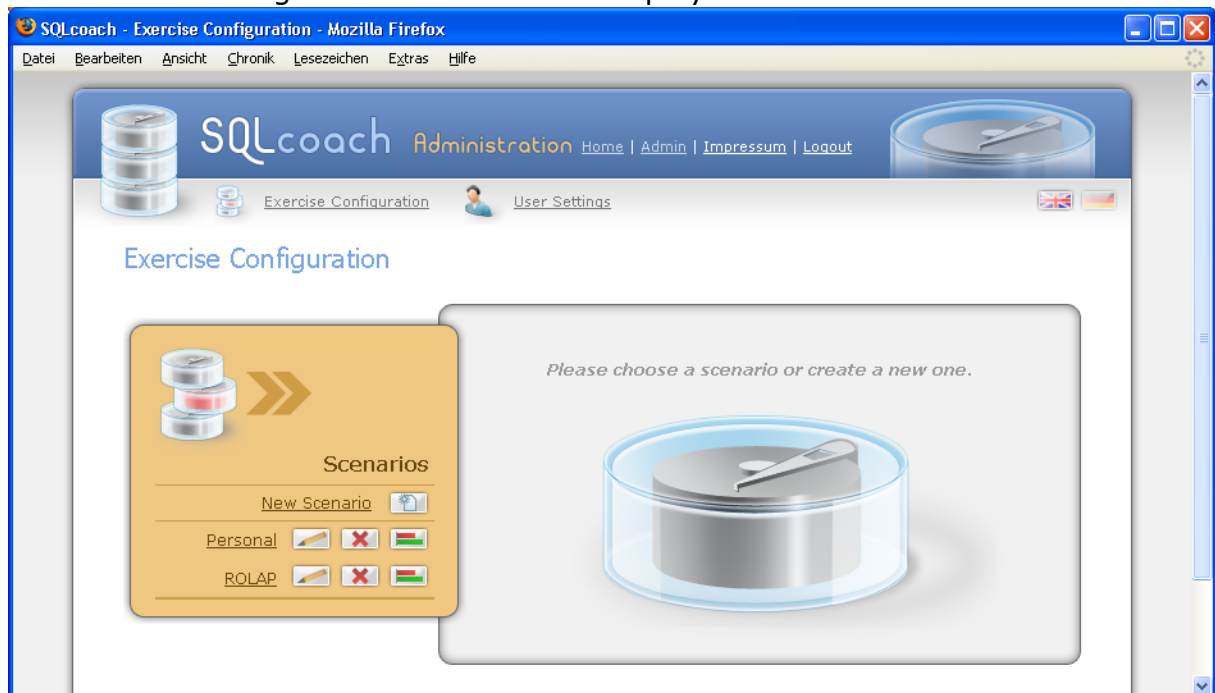 SQLcoach - Exercise Configuration - Mozilla Firefox
Datei Bearbeiten Ansicht Chronik Lesezeichen Extras Hilfe
SQLcoach Administration Home | Admin | Impressum | Logout
Exercise Configuration User Settings
Exercise Configuration
Please choose a scenario or create a new one.
Scenarios
New Scenario
Personal
ROLAP